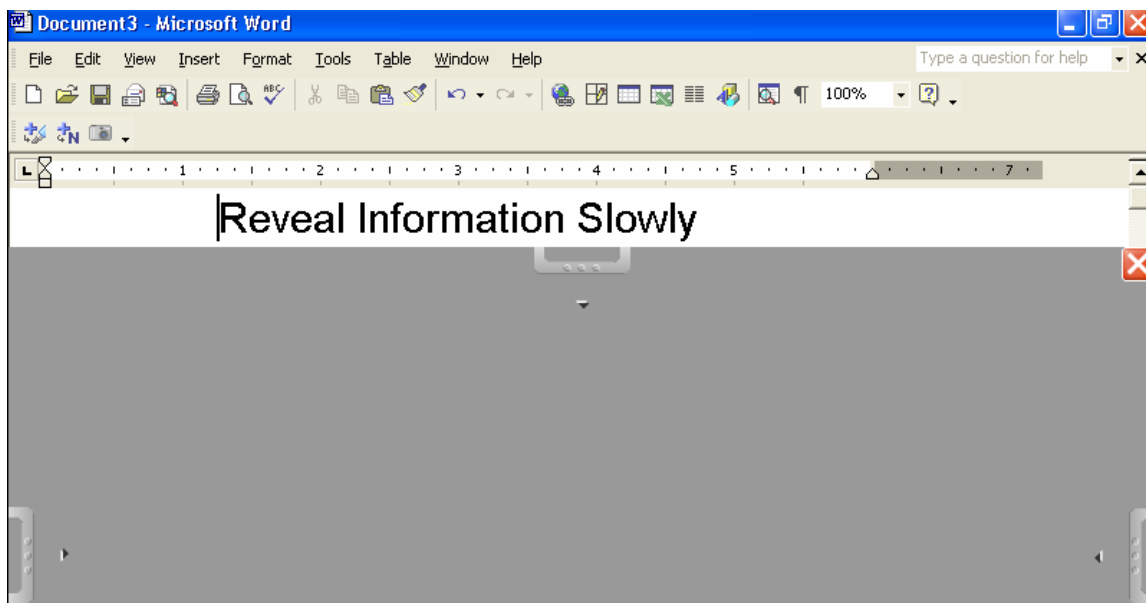 Document3 - Microsoft Word
File Edit View Insert Format Tools Table Window Help Type a question for help
ABC 100%
N
1 2 3 4 5 7
Reveal Information Slowly